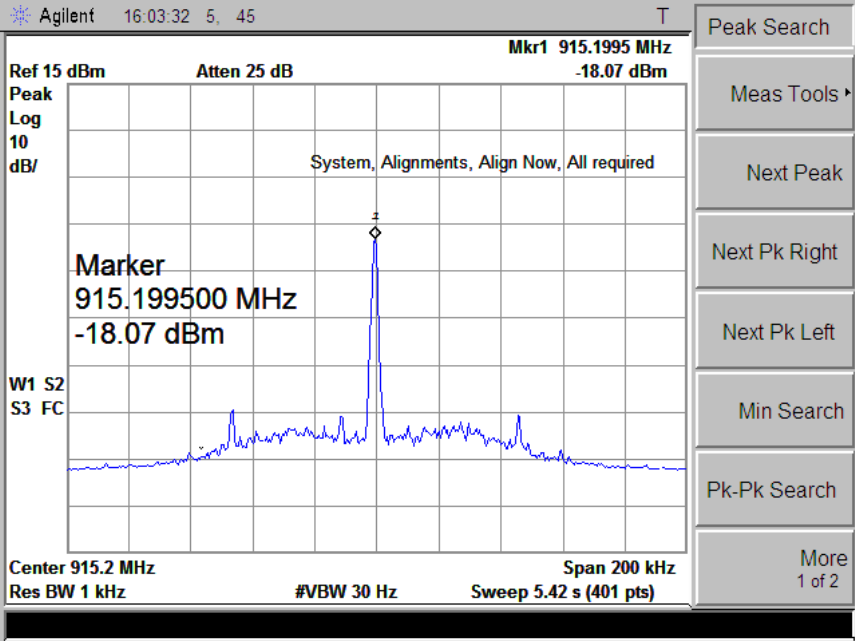 Agilent 16:03:32 5, 45 T
Peak Search
Mkr1 915.1995 MHz
Ref 15 dBm Atten 25 dB -18.07 dBm
Peak
Log
10
dB/
System, Alignments, Align Now, All required
1
Marker
915.199500 MHz
-18.07 dBm
W1 S2
S3 FC
Center 915.2 MHz Span 200 kHz
Res BW 1 kHz #VBW 30 Hz Sweep 5.42 s (401 pts)
Meas Tools
Next Peak
Next Pk Right
Next Pk Left
Min Search
Pk-Pk Search
More
1 of 2